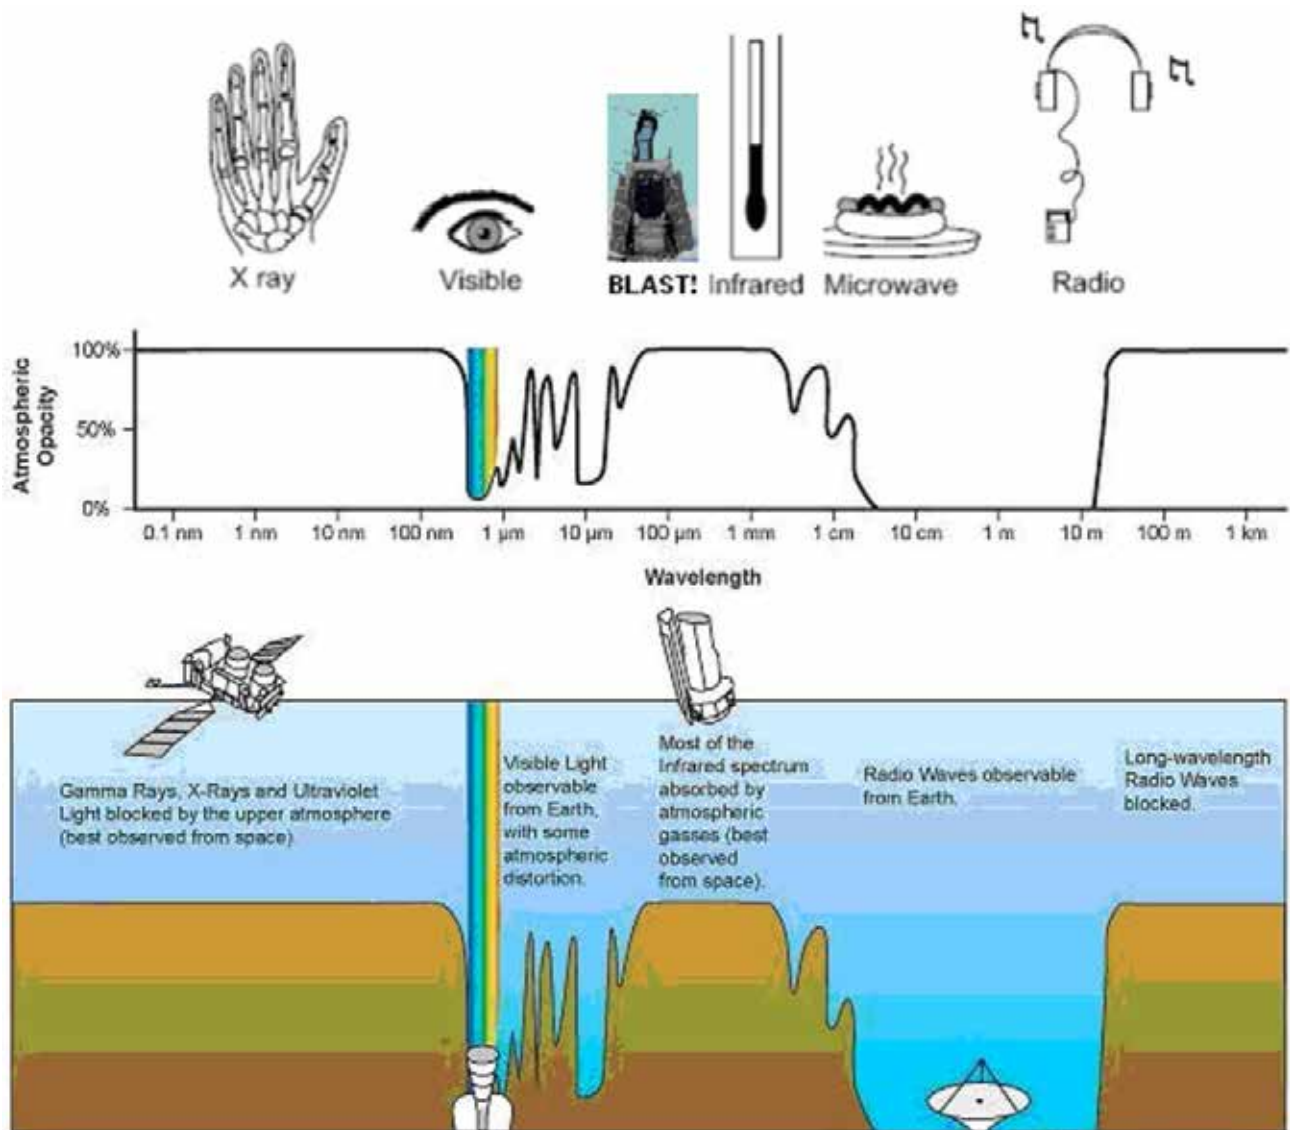 X ray
Visible
BLAST!
Infrared
Microwave
Radio
Atmospheric
Opacity
100%
50%
0%
0.1 nm
1 nm
10 nm
100 nm
1 µm
10 µm
100 µm
1 mm
1 cm
10 cm
1 m
10 m
100 m
1 km
Wavelength
Gamma Rays, X-Rays and Ultraviolet
Light blocked by the upper atmosphere
(best observed from space).
Visible Light
observable
from Earth,
with some
atmospheric
distortion.
Most of the
Infrared spectrum
absorbed by
atmospheric
gasses (best
observed
from space).
Radio Waves observable
from Earth.
Long-wavelength
Radio Waves
blocked.